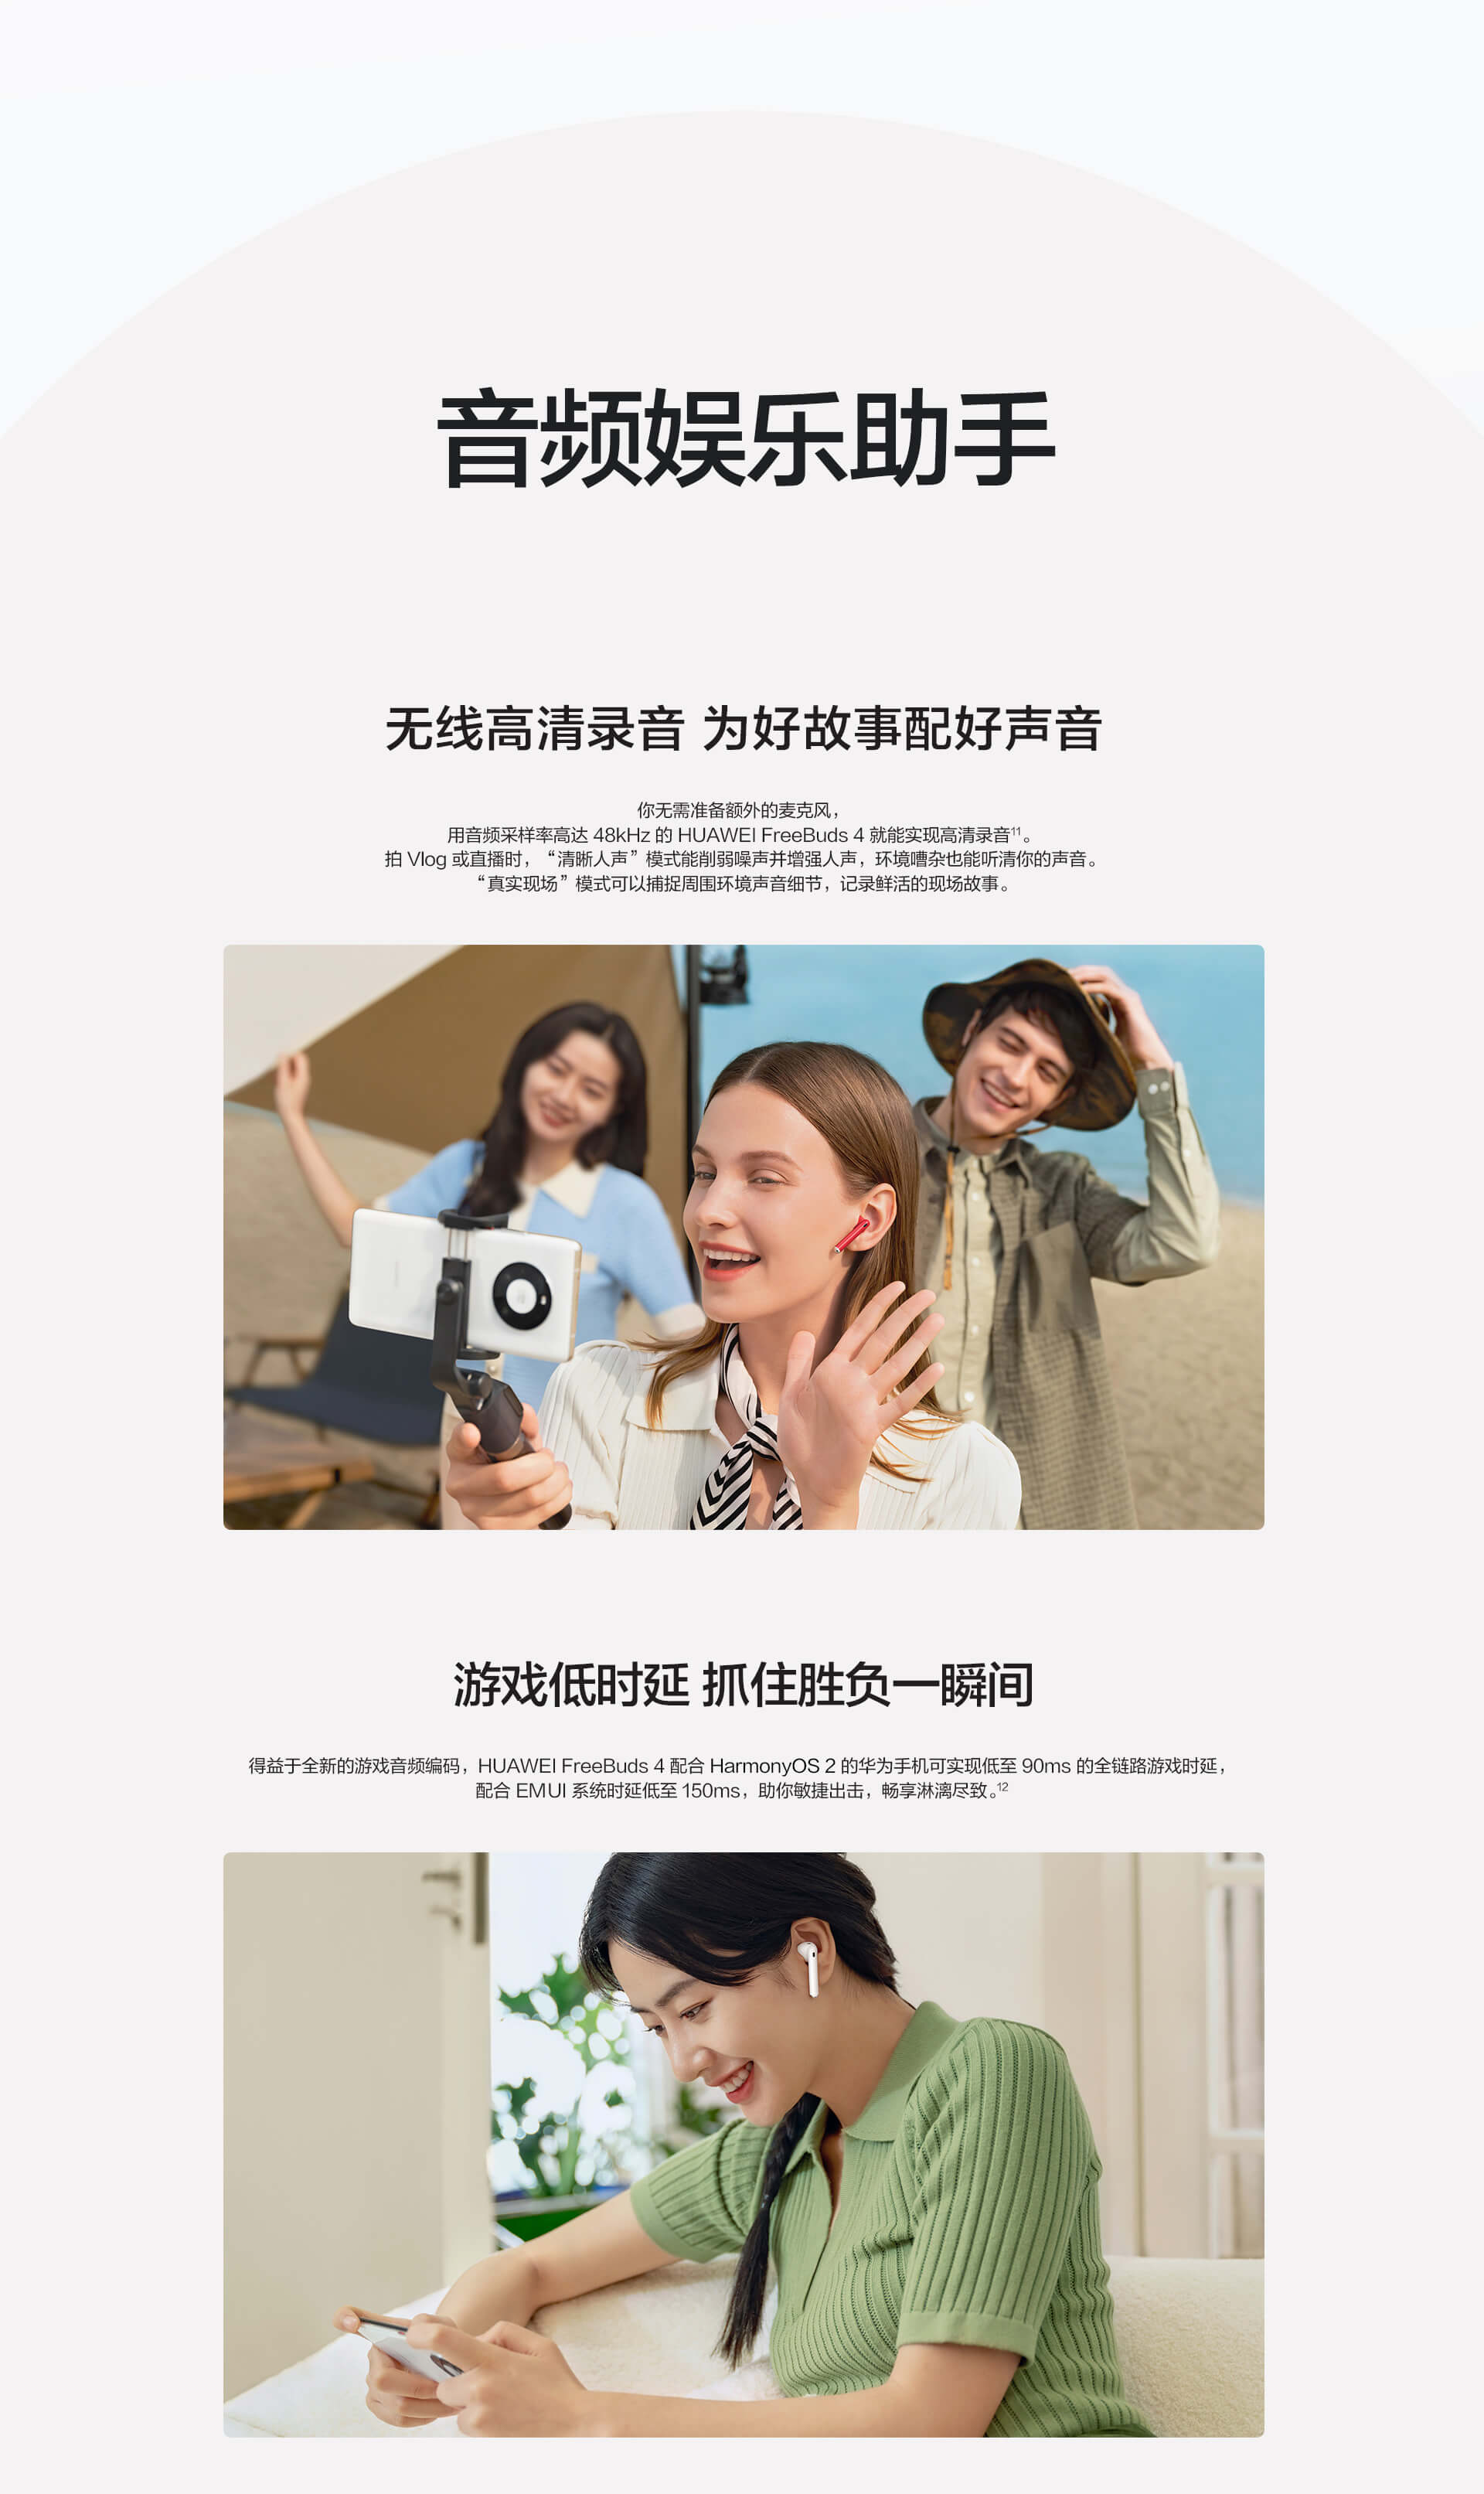 音频娱乐助手
无线高清录音 为好故事配好声音
你无需准备额外的麦克风，
用音频采样率高达 48kHz 的 HUAWEI FreeBuds 4 就能实现高清录音11。
拍 Vlog 或直播时，“清晰人声”模式能削弱噪声并增强人声，环境嘈杂也能听清你的声音。
“真实现场”模式可以捕捉周围环境声音细节，记录鲜活的现场故事。
游戏低时延 抓住胜负一瞬间
得益于全新的游戏音频编码，HUAWEI FreeBuds 4 配合 HarmonyOS 2 的华为手机可实现低至 90ms 的全链路游戏时延，
配合 EMUI 系统时延低至 150ms，助你敏捷出击，畅享淋漓尽致。12